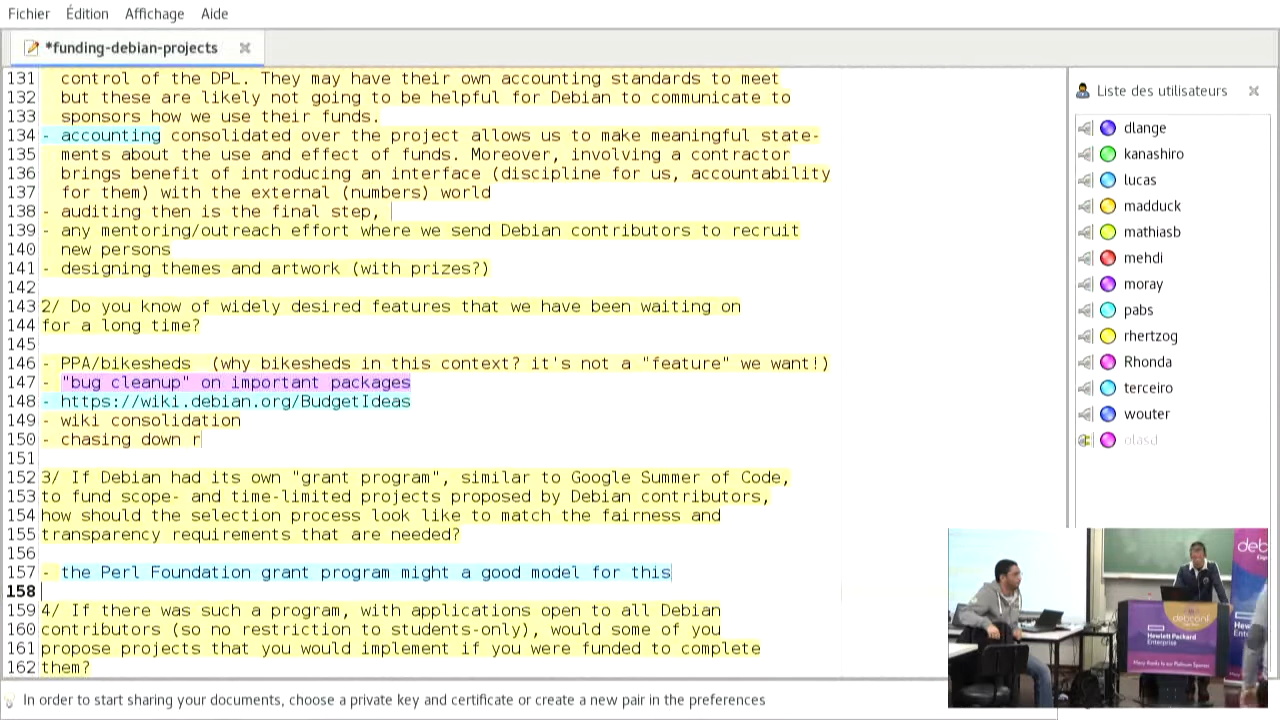 Fichier Édition Affichage Aide
*funding-debian-projects
131 control of the DPL. They may have their own accounting standards to meet
132 but these are likely not going to be helpful for Debian to communicate to
133 sponsors how we use their funds.
134 - accounting consolidated over the project allows us to make meaningful state-
135 ments about the use and effect of funds. Moreover, involving a contractor
136 brings benefit of introducing an interface (discipline for us, accountability
137 for them) with the external (numbers) world
138 - auditing then is the final step,
139 - any mentoring/outreach effort where we send Debian contributors to recruit
140 new persons
141 - designing themes and artwork (with prizes?)
142
143 2/ Do you know of widely desired features that we have been waiting on
144 for a long time?
145
146 - PPA/bikesheds (why bikesheds in this context? it's not a "feature" we want!)
147 - "bug cleanup" on important packages
148 - https://wiki.debian.org/BudgetIdeas
149 - wiki consolidation
150 - chasing down r
151
152 3/ If Debian had its own "grant program", similar to Google Summer of Code,
153 to fund scope- and time-limited projects proposed by Debian contributors,
154 how should the selection process look like to match the fairness and
155 transparency requirements that are needed?
156
157 - the Perl Foundation grant program might a good model for this
158
159 4/ If there was such a program, with applications open to all Debian
160 contributors (so no restriction to students-only), would some of you
161 propose projects that you would implement if you were funded to complete
162 them?
Liste des utilisateurs
dlange
kanashiro
lucas
madduck
mathiasb
mehdi
moray
pabs
rhertzog
Rhonda
terceiro
wouter
olasd
In order to start sharing your documents, choose a private key and certificate or create a new pair in the preferences
debconf
Hewlett Packard
Enterprise
Many thanks to our Platinum Sponsor
deb
Hew
Ente